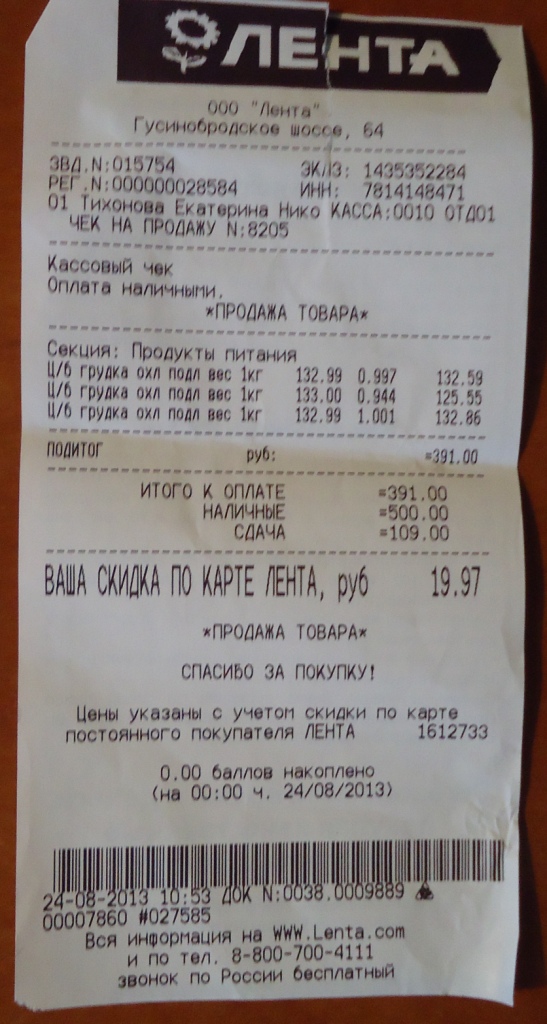 ЛЕНТА
ООО "Лента"
Гусинобродское шоссе, 64
ЗВД.N:015754 ЭКЛЗ: 1435352284
РЕГ.N:000000028584 ИНН: 7814148471
01 Тихонова Екатерина Нико КАССА:0010 ОТД01
ЧЕК НА ПРОДАЖУ N:8205
Кассовый чек
Оплата наличными.
*ПРОДАЖА ТОВАРА*
Секция: Продукты питания
Ц/б грудка охл подл вес 1кг 132.99 0.997 132.59
Ц/б грудка охл подл вес 1кг 133.00 0.944 125.55
Ц/б грудка охл подл вес 1кг 132.99 1.001 132.86
ПОДИТОГ руб: =391.00
ИТОГО К ОПЛАТЕ =391.00
НАЛИЧНЫЕ =500.00
СДАЧА =109.00
ВАША СКИДКА ПО КАРТЕ ЛЕНТА, руб 19.97
*ПРОДАЖА ТОВАРА*
СПАСИБО ЗА ПОКУПКУ!
Цены указаны с учетом скидки по карте
постоянного покупателя ЛЕНТА 1612733
0.00 баллов накоплено
(на 00:00 ч. 24/08/2013)
24-08-2013 10:53 ДОК N:0038.0009889
00007860 #027585
Вся информация на WWW.Lenta.com
и по тел. 8-800-700-4111
звонок по России бесплатный